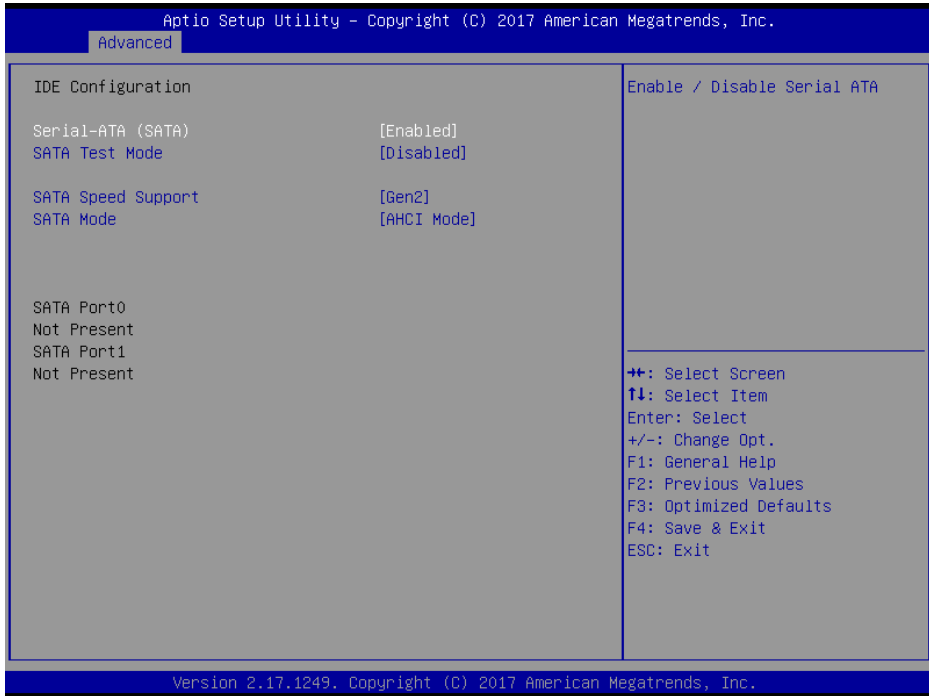 Aptio Setup Utility – Copyright (C) 2017 American Megatrends, Inc.
Advanced
IDE Configuration
Serial-ATA (SATA) [Enabled]
SATA Test Mode [Disabled]
SATA Speed Support [Gen2]
SATA Mode [AHCI Mode]
SATA Port0
Not Present
SATA Port1
Not Present
Enable / Disable Serial ATA
→←: Select Screen
↑↓: Select Item
Enter: Select
+/-: Change Opt.
F1: General Help
F2: Previous Values
F3: Optimized Defaults
F4: Save & Exit
ESC: Exit
Version 2.17.1249. Copyright (C) 2017 American Megatrends, Inc.